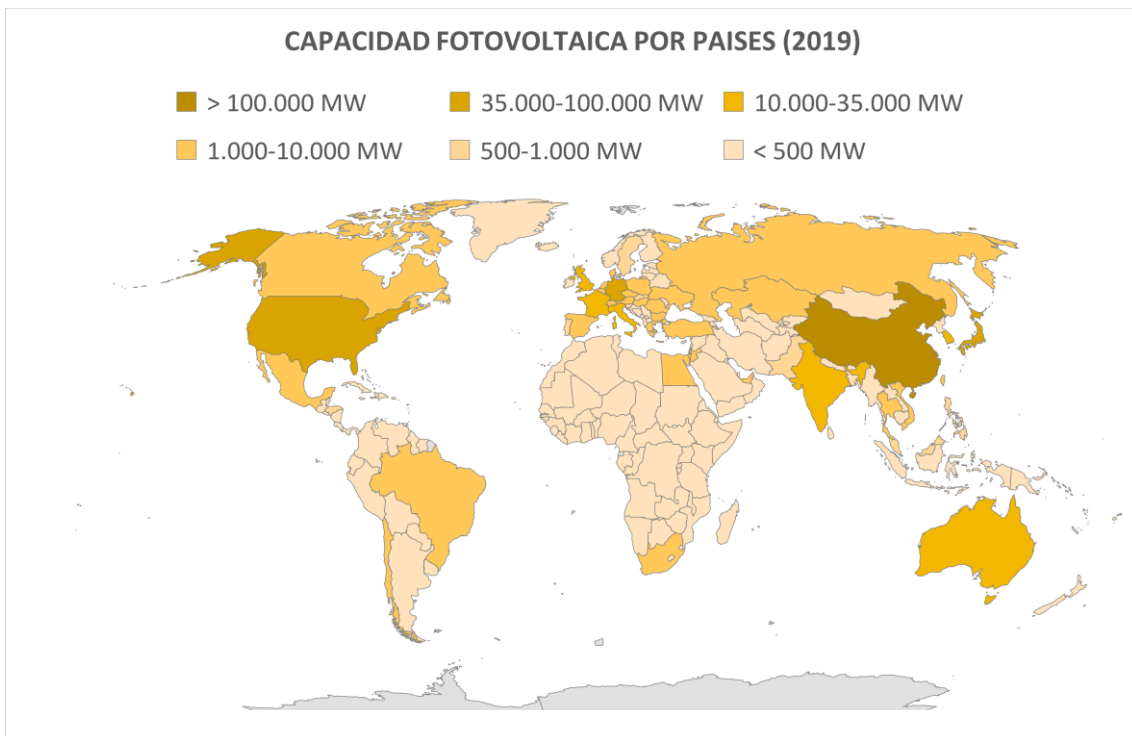 CAPACIDAD FOTOVOLTAICA POR PAISES (2019)
> 100.000 MW 35.000-100.000 MW 10.000-35.000 MW
1.000-10.000 MW 500-1.000 MW < 500 MW